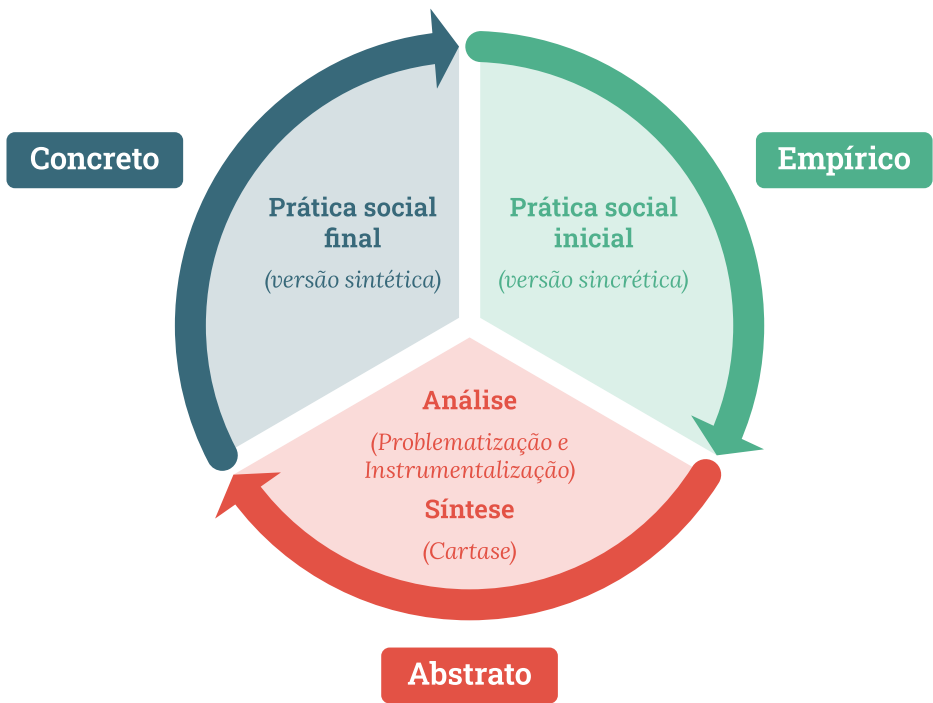 Concreto
Empírico
Prática social
final
(versão sintética)
Prática social
inicial
(versão sincrética)
Análise
(Problematização e
Instrumentalização)
Síntese
(Cartase)
Abstrato